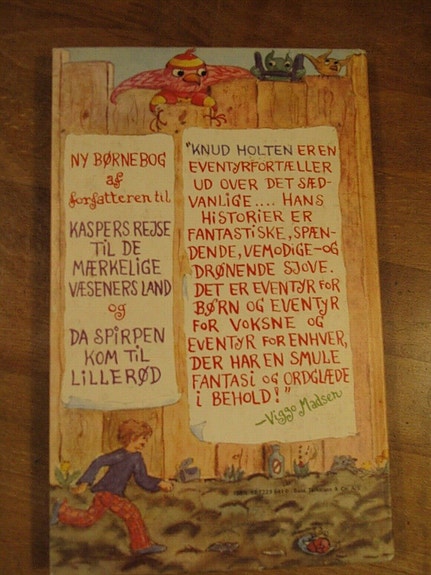 NY BØRNEBOG
af
forfatteren til
KASPERS REJSE
TIL DE
MÆRKELIGE
VÆSENERS LAND
og
DA SPIRPEN
KOM TIL
LILLERØD
"KNUD HOLTEN ER EN
EVENTYRFORTÆLLER
UD OVER DET SÆD-
VANLIGE.... HANS
HISTORIER ER
FANTASTISKE, SPÆN-
DENDE, VEMODIGE-OG
DRØNENDE SJOVE.
DET ER EVENTYR FOR
BØRN OG EVENTYR
FOR VOKSNE OG
EVENTYR FOR ENHVER,
DER HAR EN SMULE
FANTASI OG ORDGLÆDE
I BEHOLD!"
-Viggo Madsen